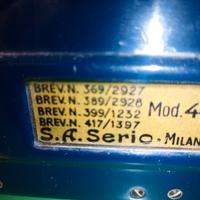 BREV. N. 369/2927
BREV. N. 389/2928
BREV. N. 399/1232 Mod. 4
BREV. N. 417/1397
S.A. Serio - MILAN